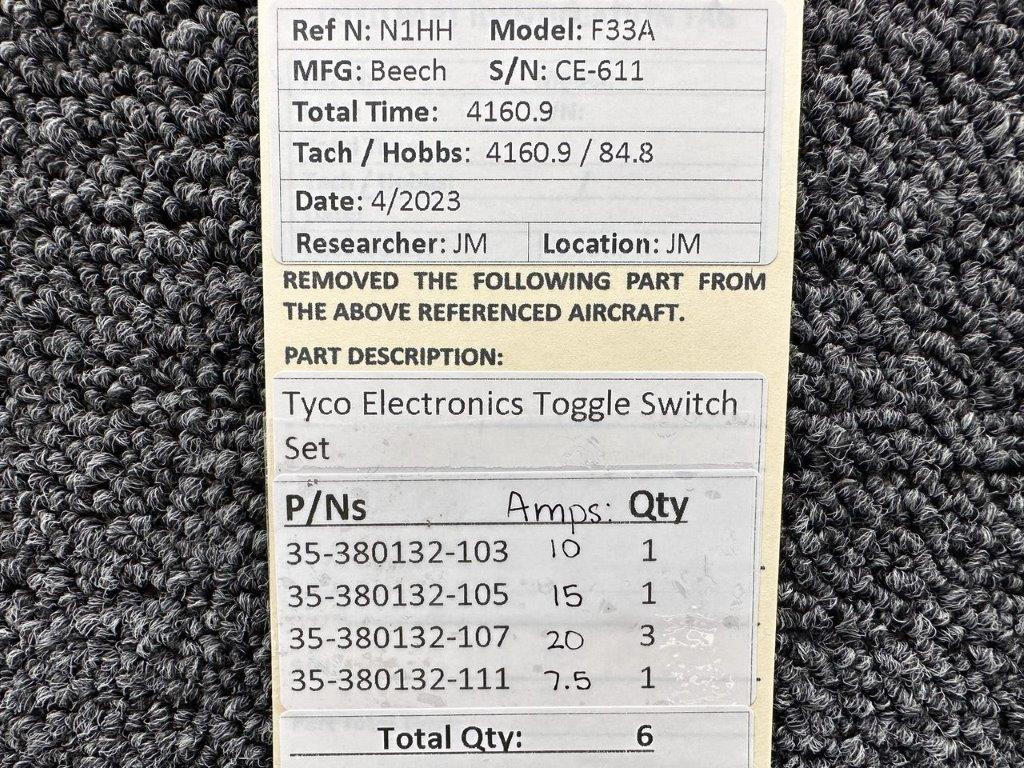 Ref N: N1HH Model: F33A
MFG: Beech S/N: CE-611
Total Time: 4160.9
Tach / Hobbs: 4160.9 / 84.8
Date: 4/2023
Researcher: JM Location: JM
REMOVED THE FOLLOWING PART FROM
THE ABOVE REFERENCED AIRCRAFT.
PART DESCRIPTION:
Tyco Electronics Toggle Switch
Set
P/Ns Amps: Qty
35-380132-103 10 1
35-380132-105 15 1
35-380132-107 20 3
35-380132-111 7.5 1
Total Qty: 6